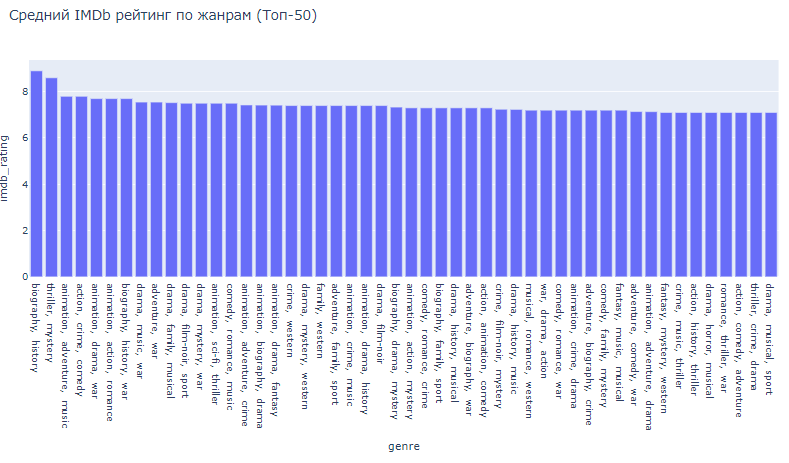 Средний IMDb рейтинг по жанрам (Топ-50)
imdb_rating
8
6
4
2
0
biography, history
thriller, mystery
animation, adventure, music
action, crime, comedy
animation, drama, war
animation, action, romance
biography, history, war
drama, music, war
adventure, war
drama, family, musical
drama, film-noir, sport
drama, mystery, war
animation, sci-fi, thriller
comedy, romance, music
animation, adventure, crime
animation, biography, drama
animation, drama, fantasy
crime, western
drama, mystery, western
family, western
adventure, family, sport
animation, crime, music
animation, drama, history
drama, film-noir
biography, drama, mystery
animation, action, mystery
comedy, romance, crime
biography, family, sport
drama, history, musical
adventure, biography, war
action, animation, comedy
crime, film-noir, mystery
drama, history, music
musical, romance, western
war, drama, action
comedy, romance, war
animation, crime, drama
adventure, biography, crime
comedy, family, mystery
fantasy, music, musical
adventure, comedy, war
animation, adventure, drama
fantasy, mystery, western
crime, music, thriller
action, history, thriller
drama, horror, musical
romance, thriller, war
action, comedy, adventure
thriller, crime, drama
drama, musical, sport
genre